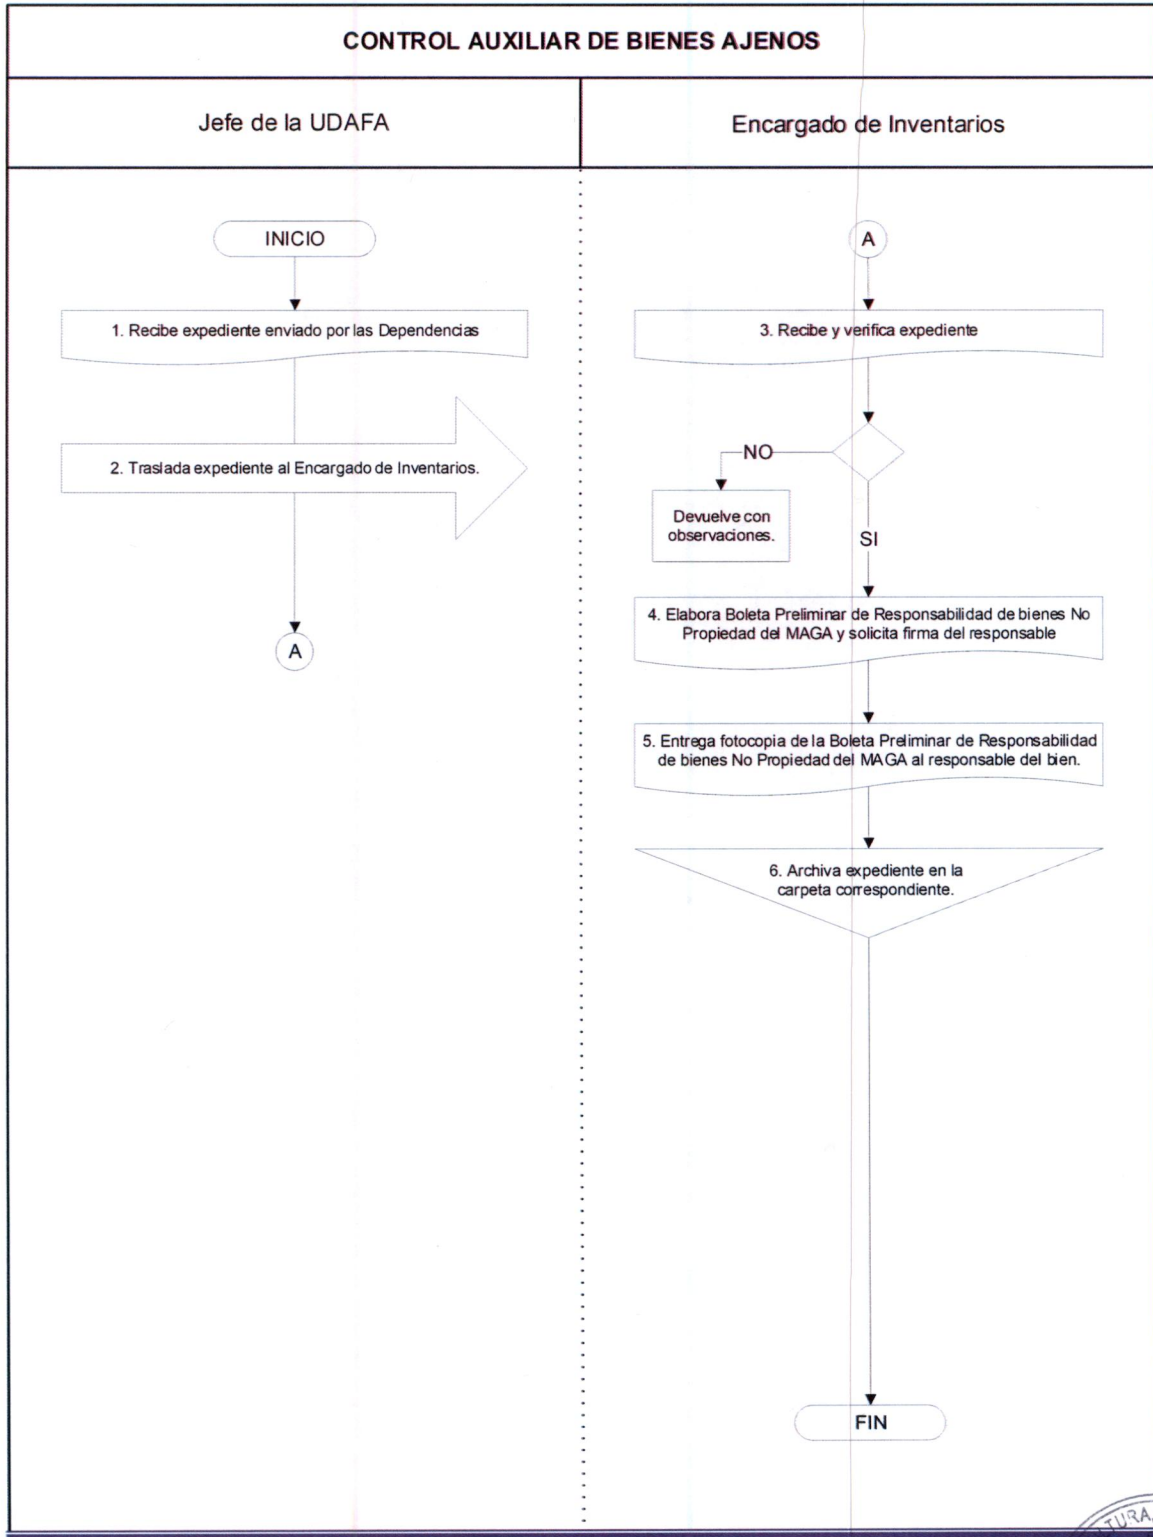 CONTROL AUXILIAR DE BIENES AJENOS
Jefe de la UDAFA
Encargado de Inventarios
INICIO
1. Recibe expediente enviado por las Dependencias
2. Traslada expediente al Encargado de Inventarios.
A
A
3. Recibe y verifica expediente
NO
Devuelve con
observaciones.
SI
4. Elabora Boleta Preliminar de Responsabilidad de bienes No
Propiedad del MAGA y solicita firma del responsable
5. Entrega fotocopia de la Boleta Preliminar de Responsabilidad
de bienes No Propiedad del MAGA al responsable del bien.
6. Archiva expediente en la
carpeta correspondiente.
FIN